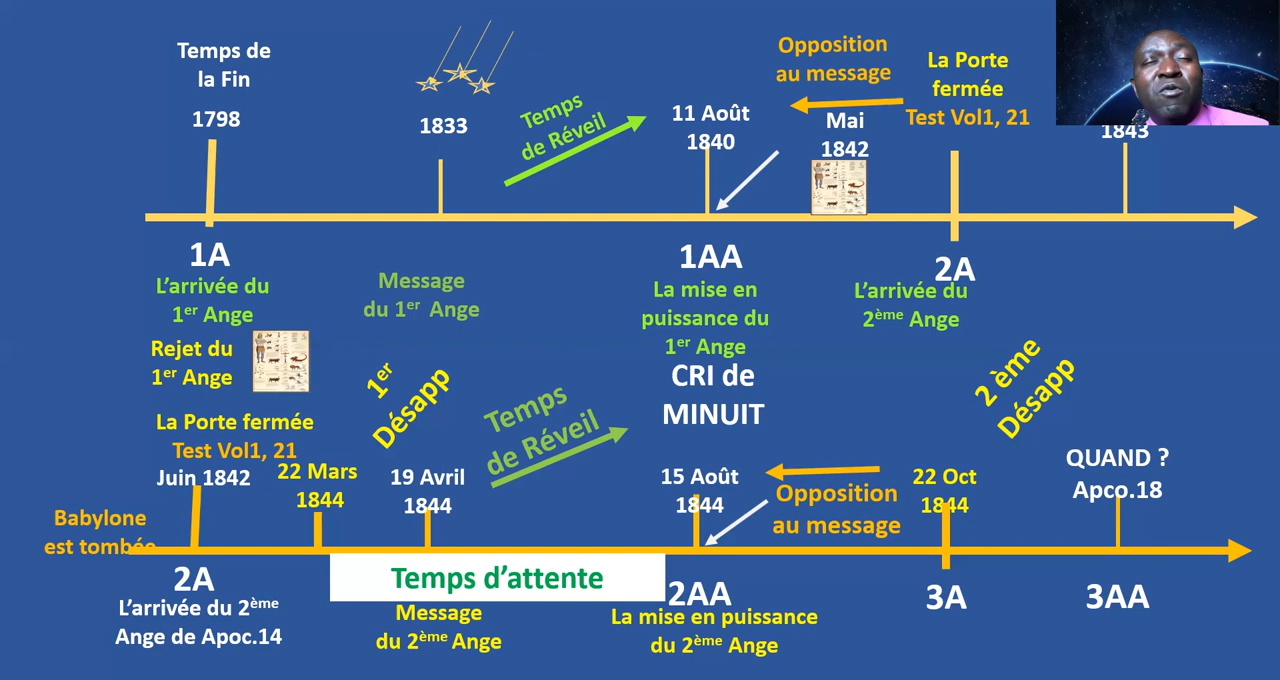 Temps de
la Fin
1798
1833
Temps
de Réveil
11 Août
1840
Opposition
au message
Mai
1842
La Porte
fermée
Test Vol1, 21
1843
1A
L'arrivée du
1er Ange
Message
du 1er Ange
1AA
La mise en
puissance du
1er Ange
2A
L'arrivée du
2ème Ange
Rejet du
1er Ange
La Porte fermée
Test Vol1, 21
Juin 1842
22 Mars
1844
1er
Désapp
19 Avril
1844
Temps
de Réveil
CRI de
MINUIT
15 Août
1844
Opposition
au message
2 ème
Désapp
22 Oct
1844
QUAND ?
Apco.18
Babylone
est tombée
2A
L'arrivée du 2ème
Ange de Apoc.14
Temps d'attente
Message
du 2ème Ange
2AA
La mise en puissance
du 2ème Ange
3A
3AA